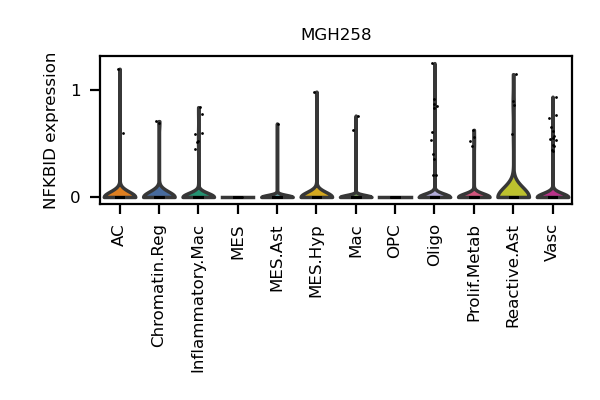 MGH258
NFKBID expression
1
0
AC
Chromatin.Reg
Inflammatory.Mac
MES
MES.Ast
MES.Hyp
Mac
OPC
Oligo
Prolif.Metab
Reactive.Ast
Vasc